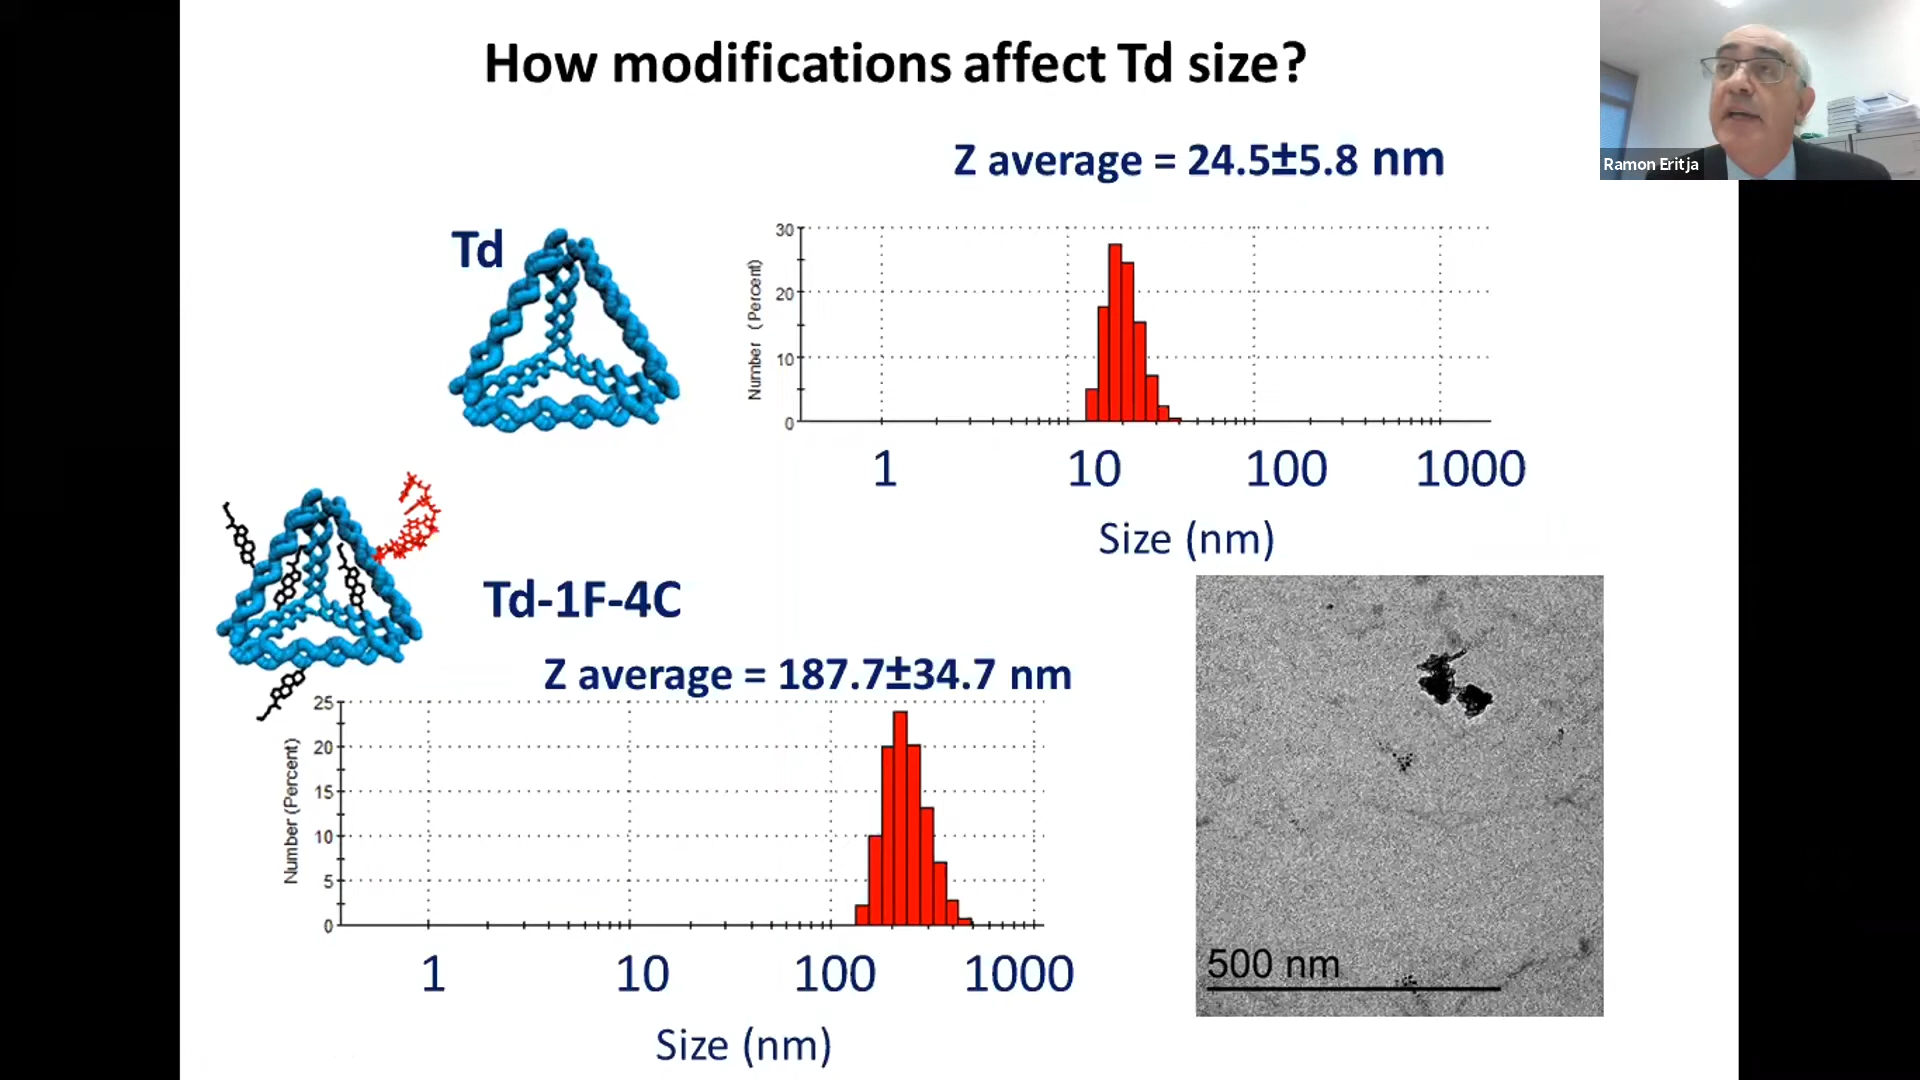 How modifications affect Td size?
Ramon Eritja
Z average = 24.5±5.8 nm
Td
Number (Percent)
30
20
10
0
1 10 100 1000
Size (nm)
Td-1F-4C
Z average = 187.7±34.7 nm
Number (Percent)
25
20
15
10
5
0
1 10 100 1000
Size (nm)
500 nm